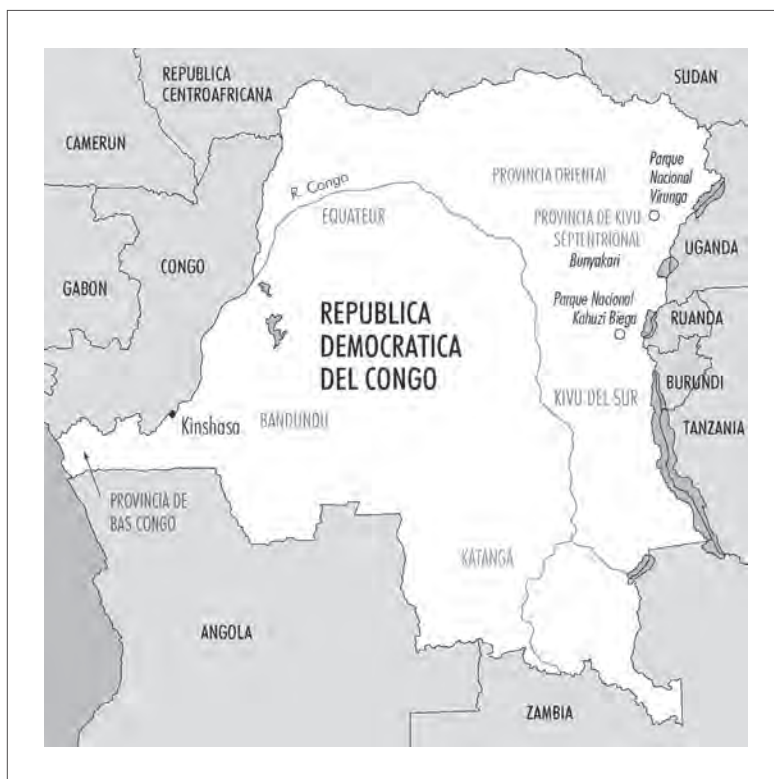 REPUBLICA
CENTROAFRICANA
SUDAN
CAMERUN
Parque
Nacional
Virunga
R. Congo
PROVINCIA ORIENTAL
EQUATEUR
PROVINCIA DE KIVU
SEPTENTRIONAL
Bunyakari
UGANDA
CONGO
GABON
Parque Nacional
Kahuzi Biega
RUANDA
REPUBLICA
DEMOCRATICA
DEL CONGO
BURUNDI
KIVU DEL SUR
Kinshasa
BANDUNDU
TANZANIA
PROVINCIA DE
BAS CONGO
KATANGA
ANGOLA
ZAMBIA